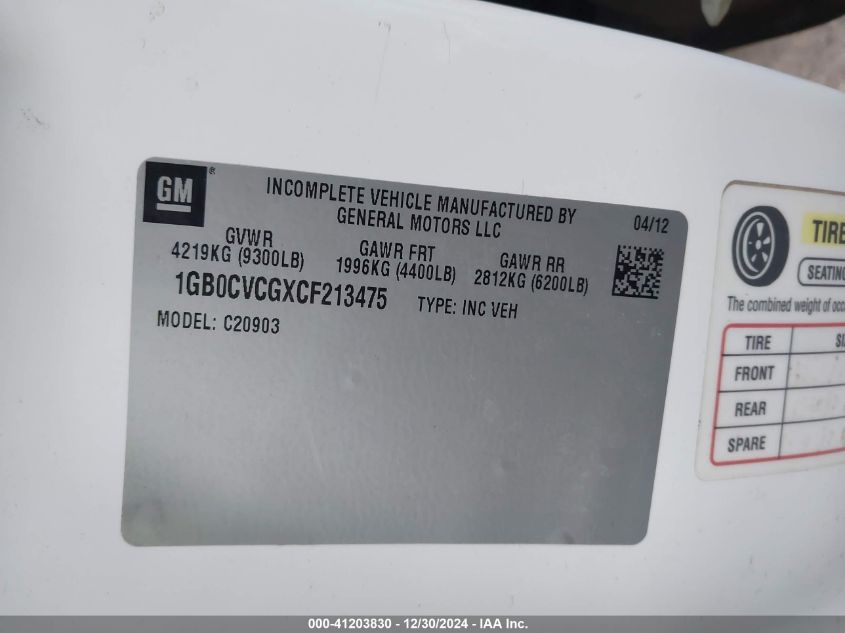 GM ®
INCOMPLETE VEHICLE MANUFACTURED BY
GENERAL MOTORS LLC
04/12
GVWR
4219KG (9300LB)
GAWR FRT
1996KG (4400LB)
GAWR RR
2812KG (6200LB)
1GB0CVCGXCF213475
TYPE: INC VEH
MODEL: C20903
TIRE
SEATING
The combined weight of
TIRE
FRONT
REAR
SPARE
000-41203830 - 12/30/2024 - IAA Inc.